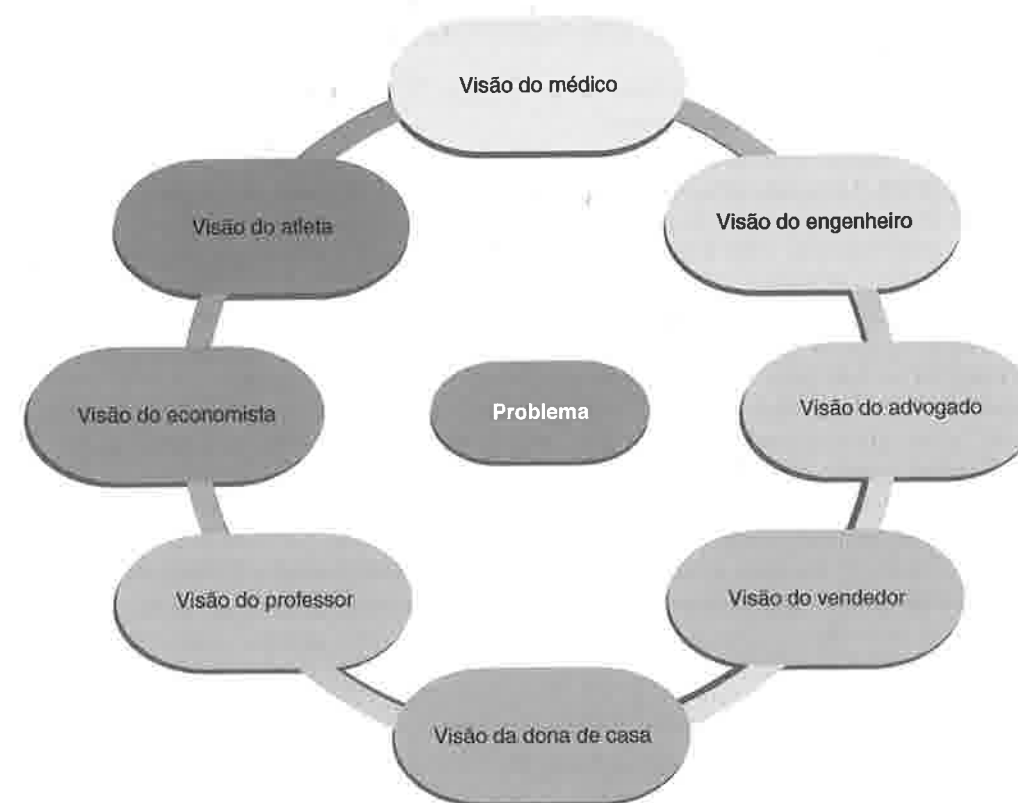 Visão do médico
Visão do engenheiro
Visão do advogado
Visão do vendedor
Visão da dona de casa
Visão do professor
Visão do economista
Visão do atleta
Problema